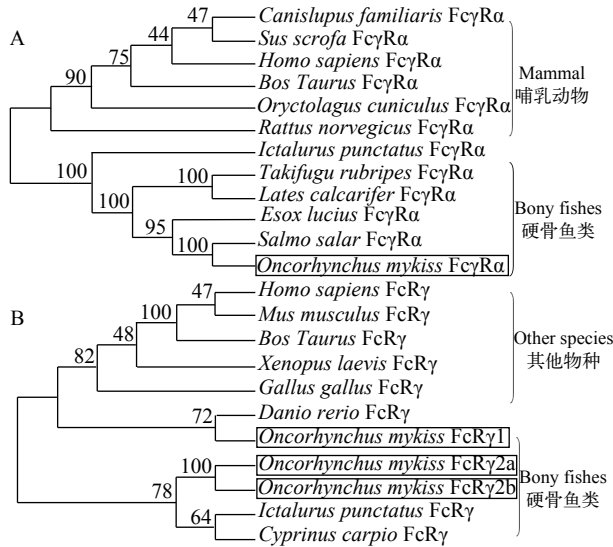 A
47
Canislupus familiaris FcγRα
44
Sus scrofa FcγRα
75
Homo sapiens FcγRα
90
Bos Taurus FcγRα
Oryctolagus cuniculus FcγRα
Rattus norvegicus FcγRα
Mammal
哺乳动物
100
Ictalurus punctatus FcγRα
100
100
Takifugu rubripes FcγRα
Lates calcarifer FcγRα
95
Esox lucius FcγRα
100
Salmo salar FcγRα
Oncorhynchus mykiss FcγRα
Bony fishes
硬骨鱼类
B
47
Homo sapiens FcRγ
100
Mus musculus FcRγ
48
Bos Taurus FcRγ
82
Xenopus laevis FcRγ
Gallus gallus FcRγ
Other species
其他物种
72
Danio rerio FcRγ
Oncorhynchus mykiss FcRγ1
100
Oncorhynchus mykiss FcRγ2a
78
Oncorhynchus mykiss FcRγ2b
64
Ictalurus punctatus FcRγ
Cyprinus carpio FcRγ
Bony fishes
硬骨鱼类